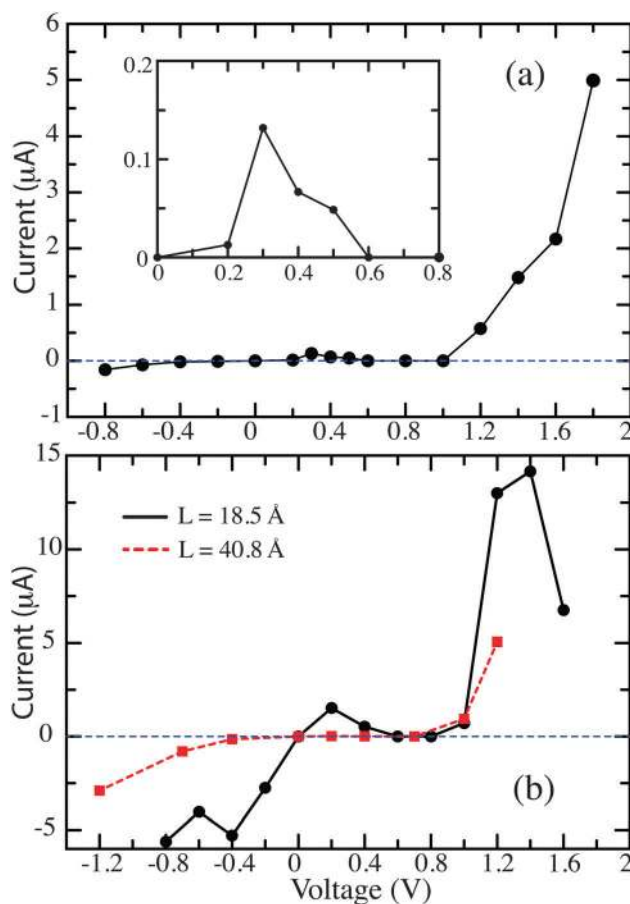 6
5
4
3
2
1
0
-1
Current (μA)
(a)
0.2
0.1
0
0 0.2 0.4 0.6 0.8
-0.8 -0.4 0 0.4 0.8 1.2 1.6 2
15
10
5
0
-5
Current (μA)
L = 18.5 Å
L = 40.8 Å
(b)
-1.2 -0.8 -0.4 0 0.4 0.8 1.2 1.6 2
Voltage (V)